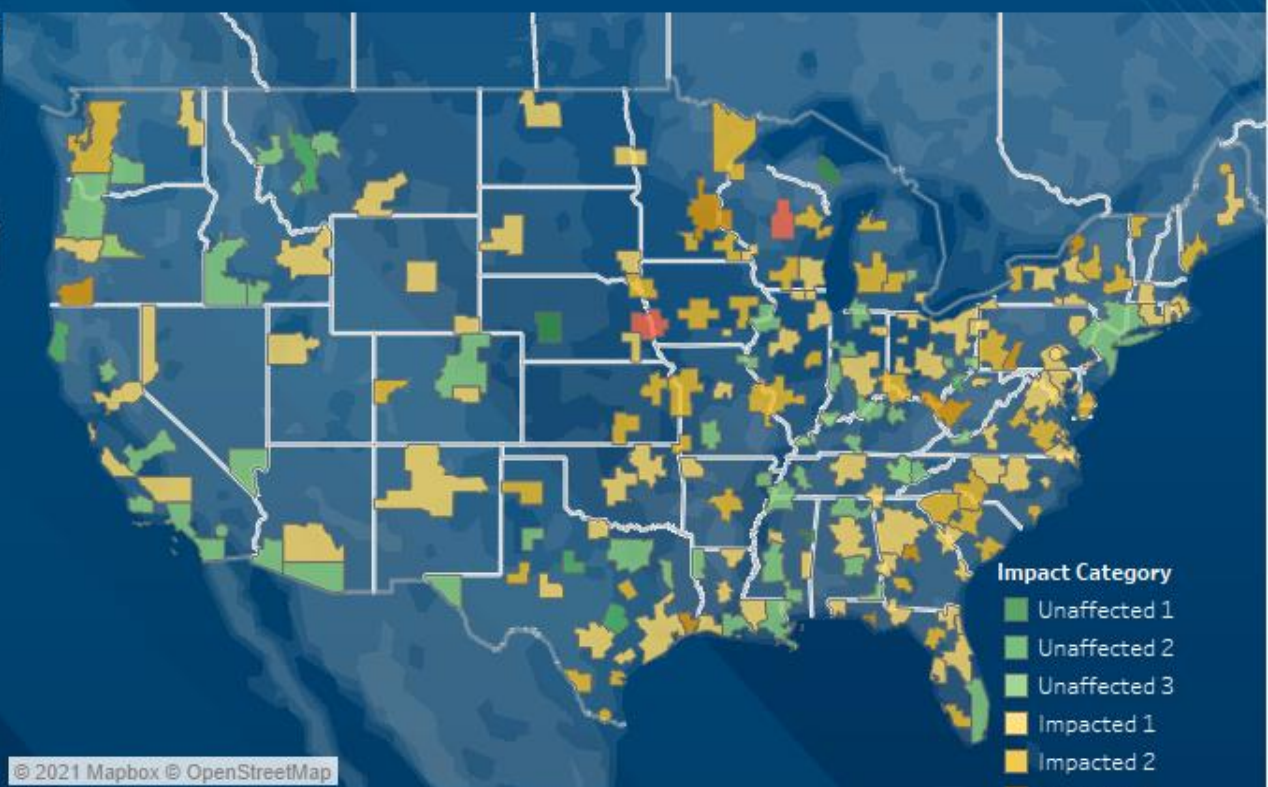 Impact Category
Unaffected 1
Unaffected 2
Unaffected 3
Impacted 1
Impacted 2
© 2021 Mapbox © OpenStreetMap